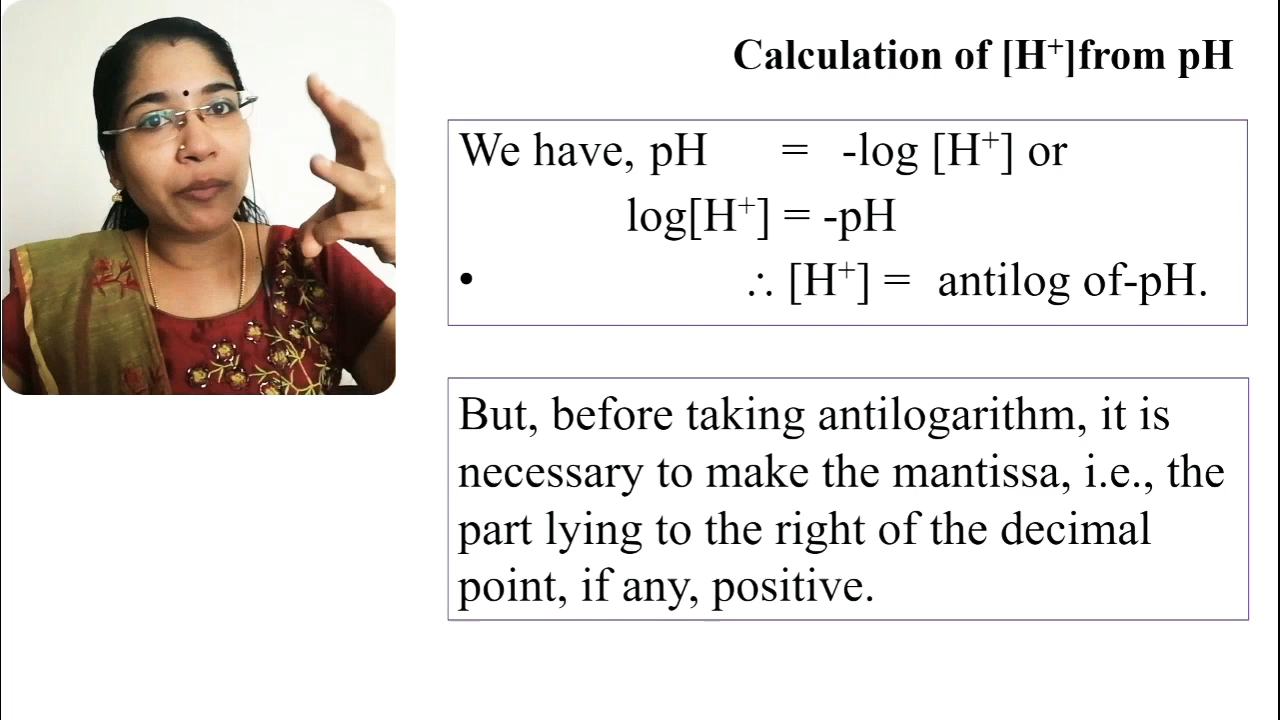 Calculation of [H⁺]from pH
We have, pH = -log [H⁺] or
log[H⁺] = -pH
• ∴ [H⁺] = antilog of-pH.
But, before taking antilogarithm, it is
necessary to make the mantissa, i.e., the
part lying to the right of the decimal
point, if any, positive.